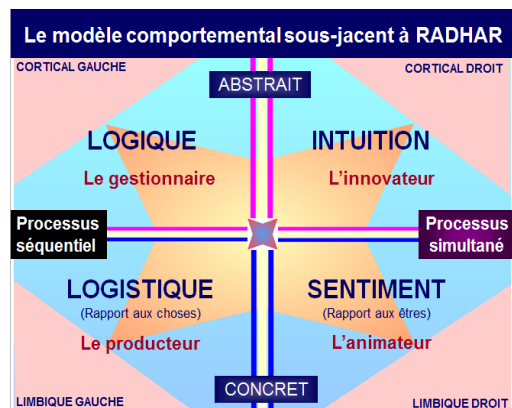 Le modèle comportemental sous-jacent à RADHAR
CORTICAL GAUCHE
CORTICAL DROIT
ABSTRAIT
LOGIQUE
INTUITION
Le gestionnaire
L'innovateur
Processus
séquentiel
Processus
simultané
LOGISTIQUE
SENTIMENT
(Rapport aux choses)
(Rapport aux êtres)
Le producteur
L'animateur
CONCRET
LIMBIQUE GAUCHE
LIMBIQUE DROIT